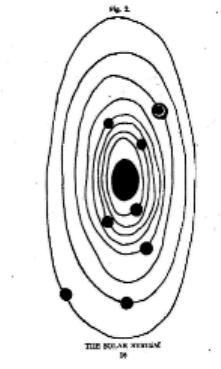 Fig. 2.
THE SOLAR SYSTEM